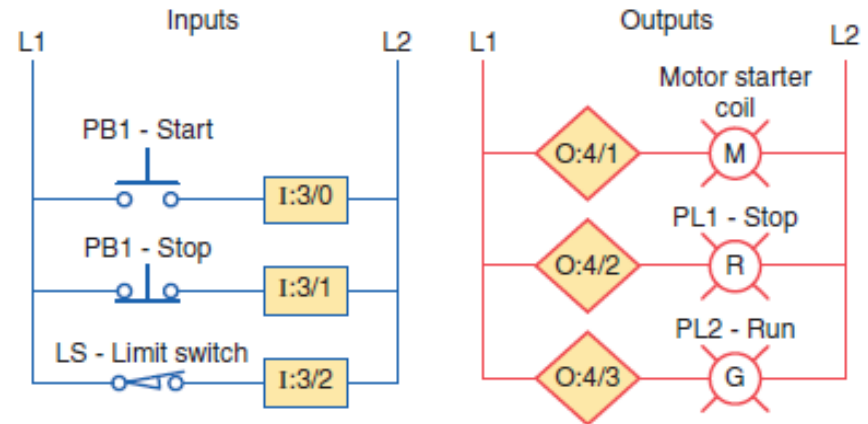 Inputs
L1
L2
PB1 - Start
I:3/0
PB1 - Stop
I:3/1
LS - Limit switch
I:3/2
Outputs
L1
L2
Motor starter
coil
O:4/1
M
PL1 - Stop
O:4/2
R
PL2 - Run
O:4/3
G